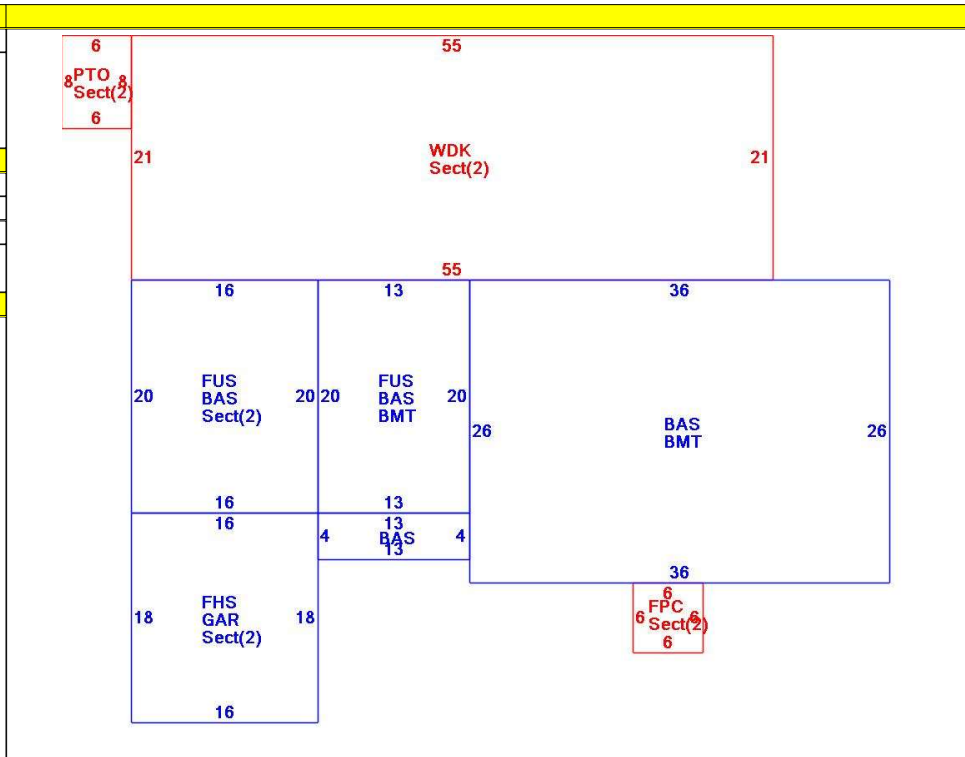 6
55
8 PTO 8
Sect(2)
6
21 WDK 21
Sect(2)
55
16 13 36
20 FUS 20 20 FUS 20
BAS BAS
Sect(2) BMT
26 BAS 26
BMT
16 13
16 13
4 BAS 4
13
36
18 FHS 18
GAR
Sect(2)
6
6 FPC 6
Sect(2)
6
16